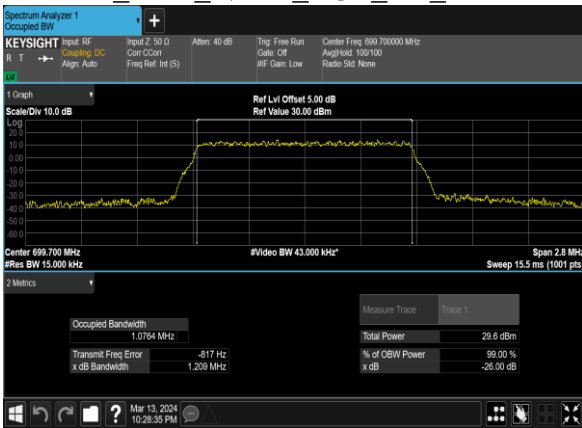 Spectrum Analyzer 1
Occupied BW
+
KEYSIGHT
R T
LW
Input: RF
Coupling: DC
Align: Auto
Input Z: 50 Ω
Corr CCorr
Freq Ref: Int (S)
Atten: 40 dB
Trig: Free Run
Gate: Off
#IF Gain: Low
Center Freq: 699.700000 MHz
Avg|Hold: 100/100
Radio Std: None
1 Graph
Scale/Div 10.0 dB
Ref Lvl Offset 5.00 dB
Ref Value 30.00 dBm
Log
20.0
10.0
0.00
-10.0
-20.0
-30.0
-40.0
-50.0
-60.0
Center 699.700 MHz
#Res BW 15.000 kHz
#Video BW 43.000 kHz*
Span 2.8 MHz
Sweep 15.5 ms (1001 pts
2 Metrics
Measure Trace
Trace 1
Occupied Bandwidth
1.0764 MHz
Total Power
29.6 dBm
Transmit Freq Error
-817 Hz
% of OBW Power
99.00 %
x dB Bandwidth
1.209 MHz
x dB
-26.00 dB
?
Mar 13, 2024
10:28:35 PM